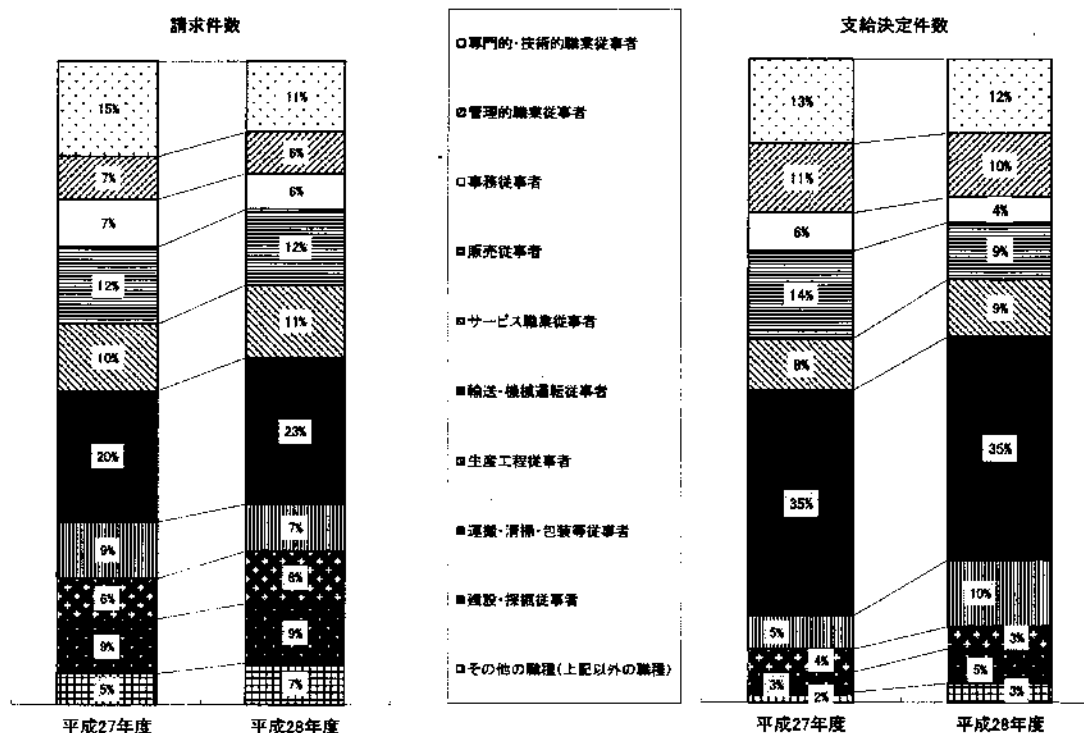 請求件数
15%
7%
7%
12%
10%
20%
9%
6%
9%
5%
平成27年度
11%
6%
6%
12%
11%
23%
7%
8%
9%
7%
平成28年度
専門的・技術的職業従事者
管理的職業従事者
事務従事者
販売従事者
サービス職業従事者
輸送・機械運転従事者
生産工程従事者
運搬・清掃・包装等従事者
建設・採掘従事者
その他の職種(上記以外の職種)
支給決定件数
13%
11%
6%
14%
8%
35%
5%
4%
3%
2%
平成27年度
12%
10%
4%
9%
9%
35%
10%
3%
5%
3%
平成28年度